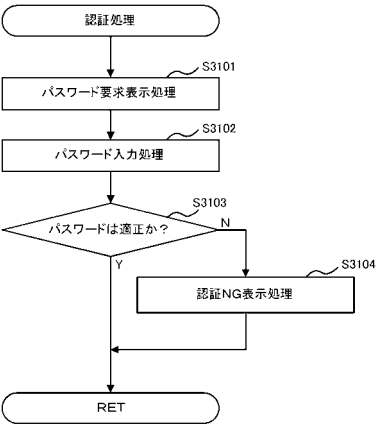 認証処理
S3101
パスワード要求表示処理
S3102
パスワード入力処理
S3103
パスワードは適正か？
N
Y
S3104
認証NG表示処理
RET